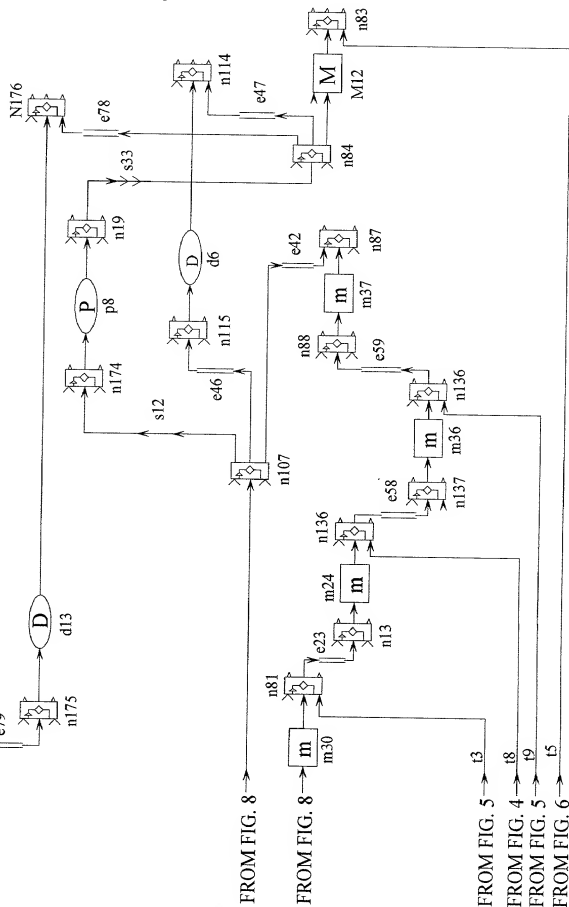 n83
M
M12
N176
n114
e78
e47
n84
s33
n19
P
p8
n174
D
d6
n115
e46
s12
n107
e42
n87
m
m37
n88
e59
n136
m
m36
n137
e58
n136
m
m24
n13
e23
n81
m
m30
e79
D
d13
n175
FROM FIG. 8
FROM FIG. 8
FROM FIG. 5
t3
FROM FIG. 4
t8
FROM FIG. 5
t9
FROM FIG. 6
t5